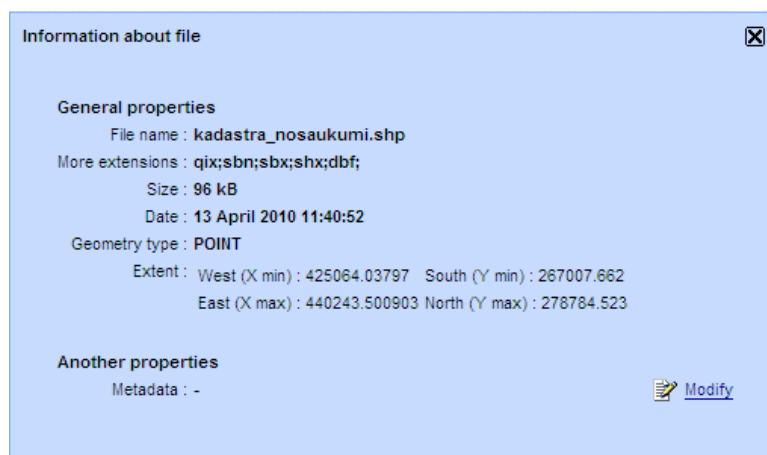 Information about file
General properties
File name : kadastra_nosaukumi.shp
More extensions : qix;sbn;sbx;shx;dbf;
Size : 96 kB
Date : 13 April 2010 11:40:52
Geometry type : POINT
Extent : West (X min) : 425064.03797 South (Y min) : 267007.662
East (X max) : 440243.500903 North (Y max) : 278784.523
Another properties
Metadata : - Modify